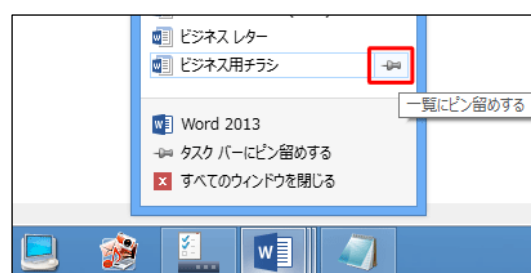 ビジネス レター
ビジネス用チラシ
一覧にピン留めする
Word 2013
タスク バーにピン留めする
すべてのウィンドウを閉じる